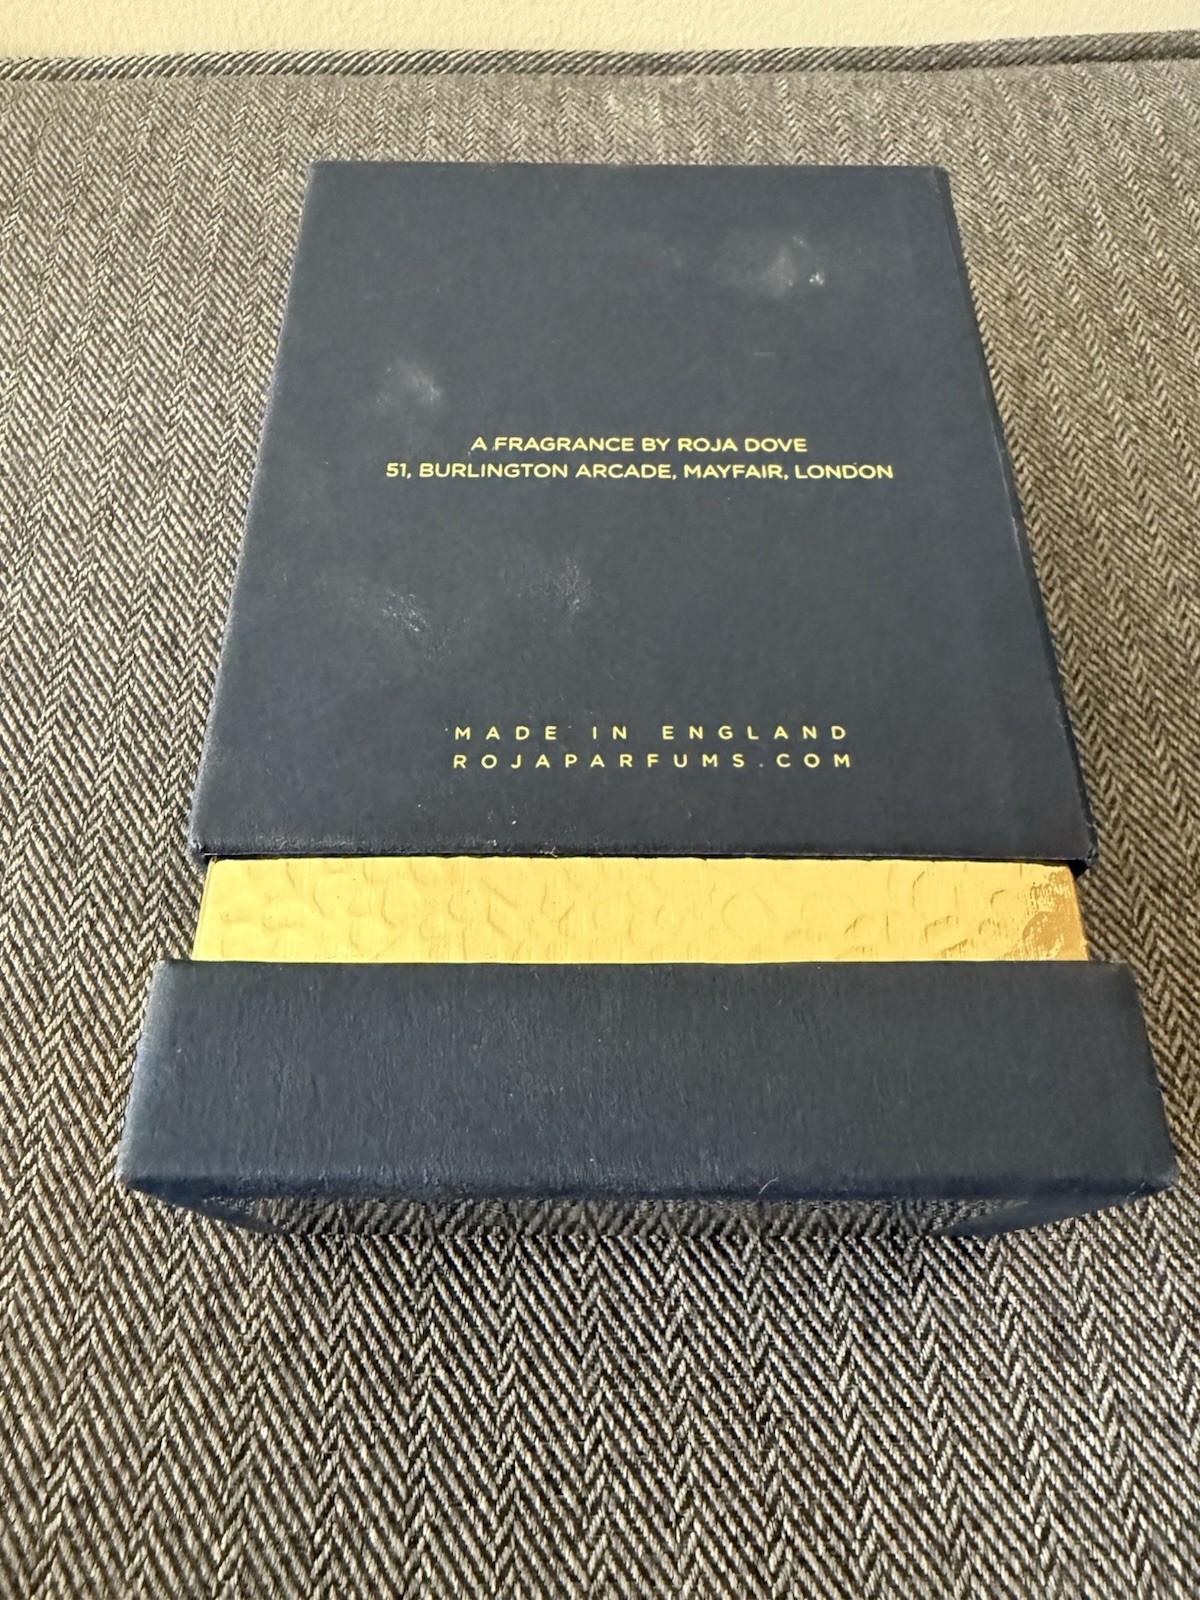 A FRAGRANCE BY ROJA DOVE
51, BURLINGTON ARCADE, MAYFAIR, LONDON
MADE IN ENGLAND
ROJAPARFUMS.COM